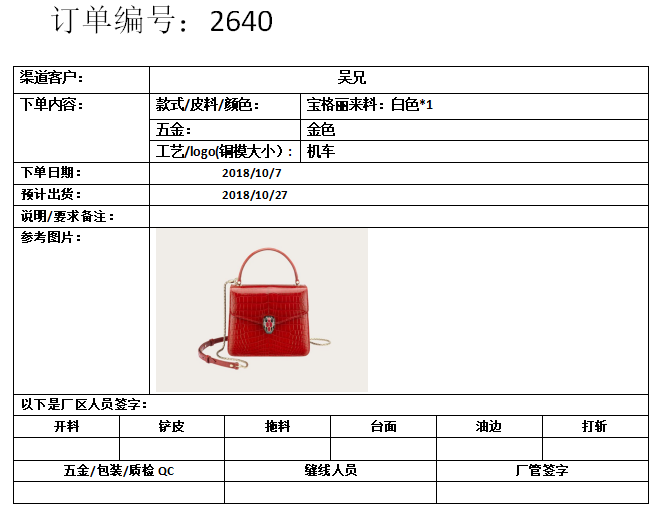 订单编号：2640
渠道客户： 吴兄
下单内容： 款式/皮料/颜色： 宝格丽来料：白色*1
五金： 金色
工艺/logo(铜模大小）: 机车
下单日期： 2018/10/7
预计出货： 2018/10/27
说明/要求备注：
参考图片：
以下是厂区人员签字：
开料 铲皮 拖料 台面 油边 打斩
五金/包装/质检 QC 缝线人员 厂管签字